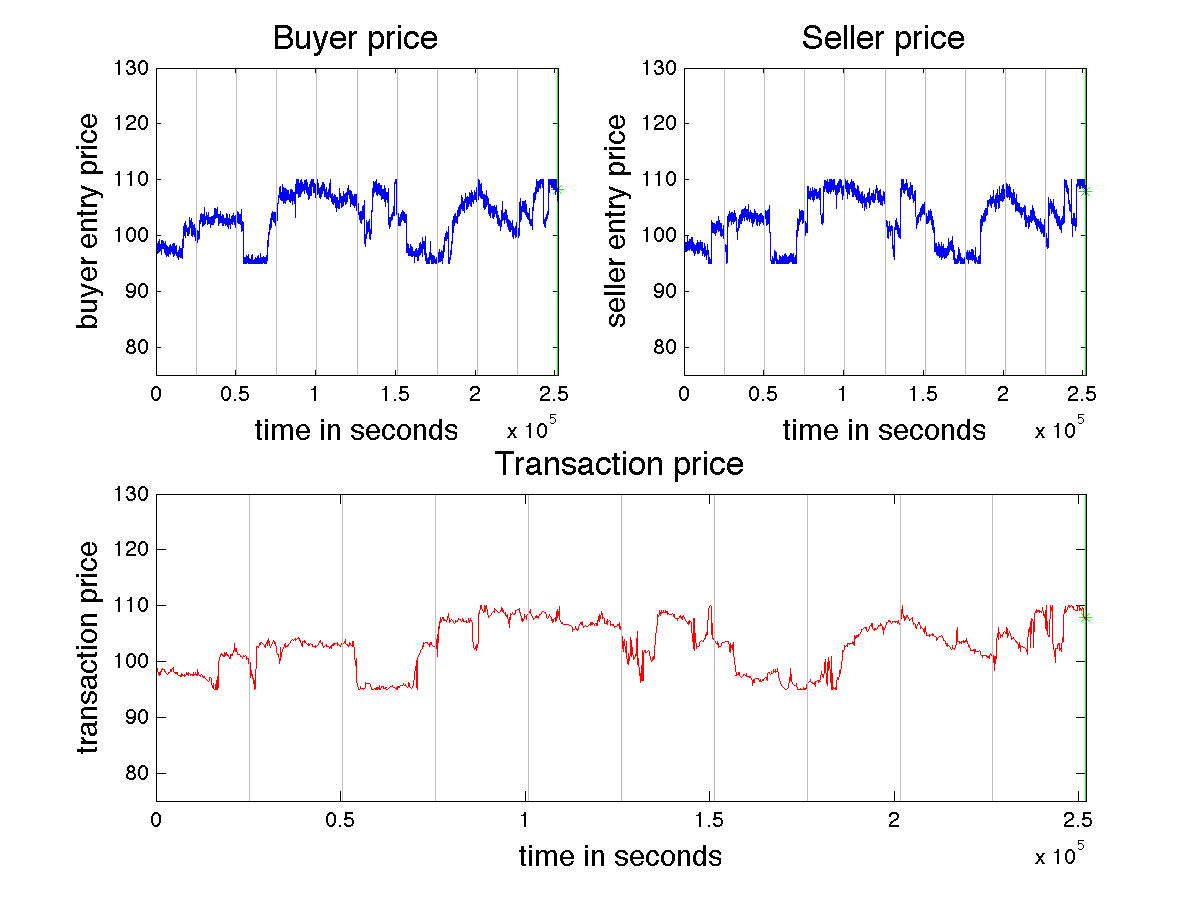 Buyer price
130
120
110
100
90
80
buyer entry price
0 0.5 1 1.5 2 2.5
time in seconds
x 10^5
Seller price
130
120
110
100
90
80
seller entry price
0 0.5 1 1.5 2 2.5
time in seconds
x 10^5
Transaction price
130
120
110
100
90
80
transaction price
0 0.5 1 1.5 2 2.5
time in seconds
x 10^5